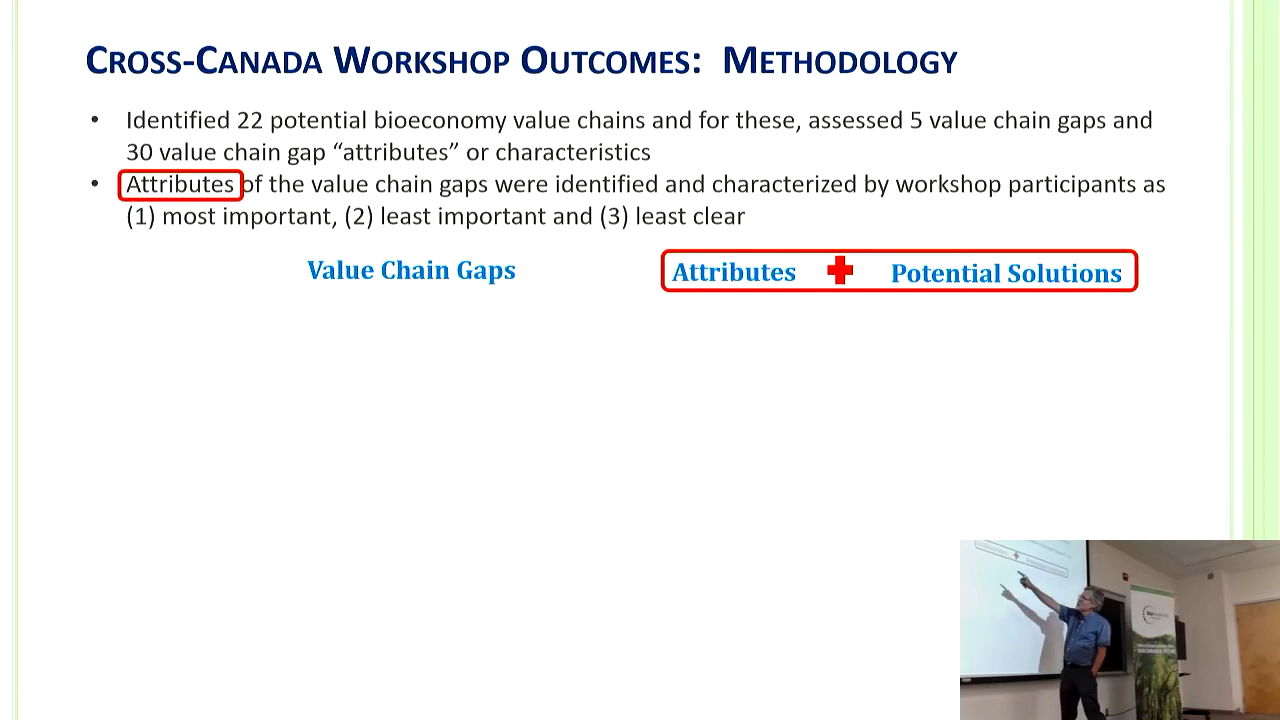 CROSS-CANADA WORKSHOP OUTCOMES: METHODOLOGY
• Identified 22 potential bioeconomy value chains and for these, assessed 5 value chain gaps and
30 value chain gap “attributes” or characteristics
• Attributes of the value chain gaps were identified and characterized by workshop participants as
(1) most important, (2) least important and (3) least clear
Value Chain Gaps
Attributes + Potential Solutions